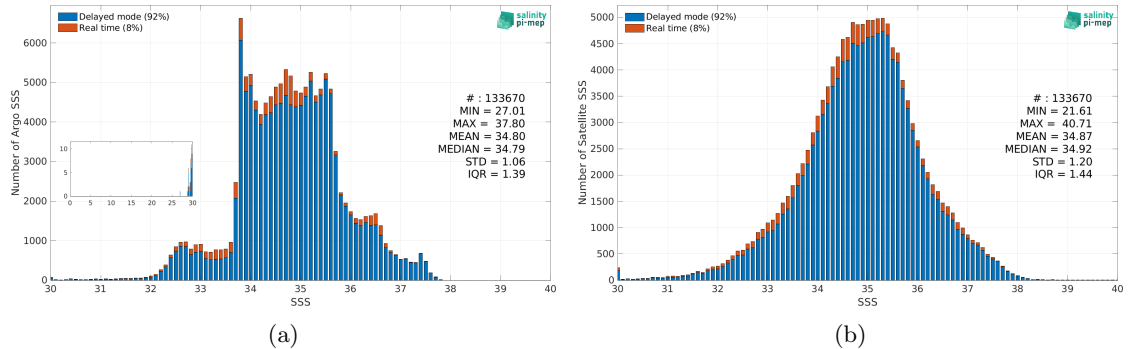 Delayed mode (92%)
Real time (8%)
salinity
pi-mep
6000
5000
4000
3000
2000
1000
0
Number of Argo SSS
# : 133670
MIN = 27.01
MAX = 37.80
MEAN = 34.80
MEDIAN = 34.79
STD = 1.06
IQR = 1.39
10
5
0
0 5 10 15 20 25 30
30 31 32 33 34 35 36 37 38 39 40
SSS
(a)
Delayed mode (92%)
Real time (8%)
salinity
pi-mep
5000
4500
4000
3500
3000
2500
2000
1500
1000
500
0
Number of Satellite SSS
# : 133670
MIN = 21.61
MAX = 40.71
MEAN = 34.87
MEDIAN = 34.92
STD = 1.20
IQR = 1.44
30 31 32 33 34 35 36 37 38 39 40
SSS
(b)